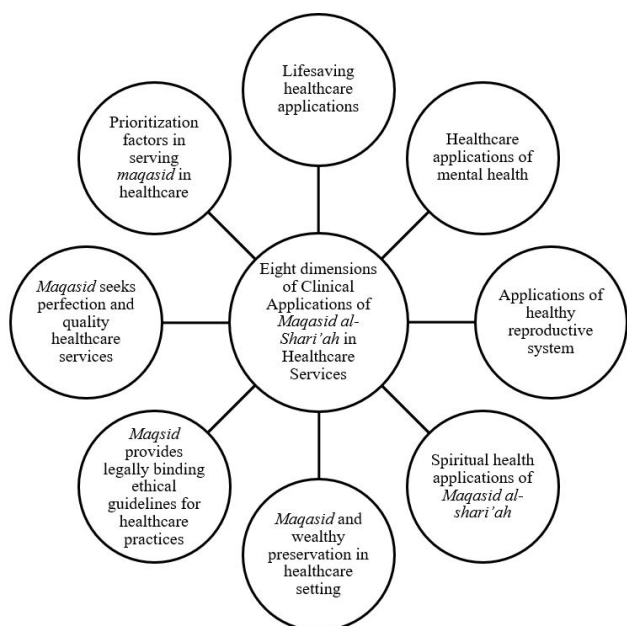 Lifesaving
healthcare
applications
Prioritization
factors in
serving
maqasid in
healthcare
Healthcare
applications of
mental health
Maqasid seeks
perfection and
quality
healthcare
services
Eight dimensions
of Clinical
Applications of
Maqasid al-
Shari'ah in
Healthcare
Services
Applications of
healthy
reproductive
system
Maqsid
provides
legally binding
ethical
guidelines for
healthcare
practices
Spiritual health
applications of
Maqasid al-
shari'ah
Maqasid and
wealthy
preservation in
healthcare
setting